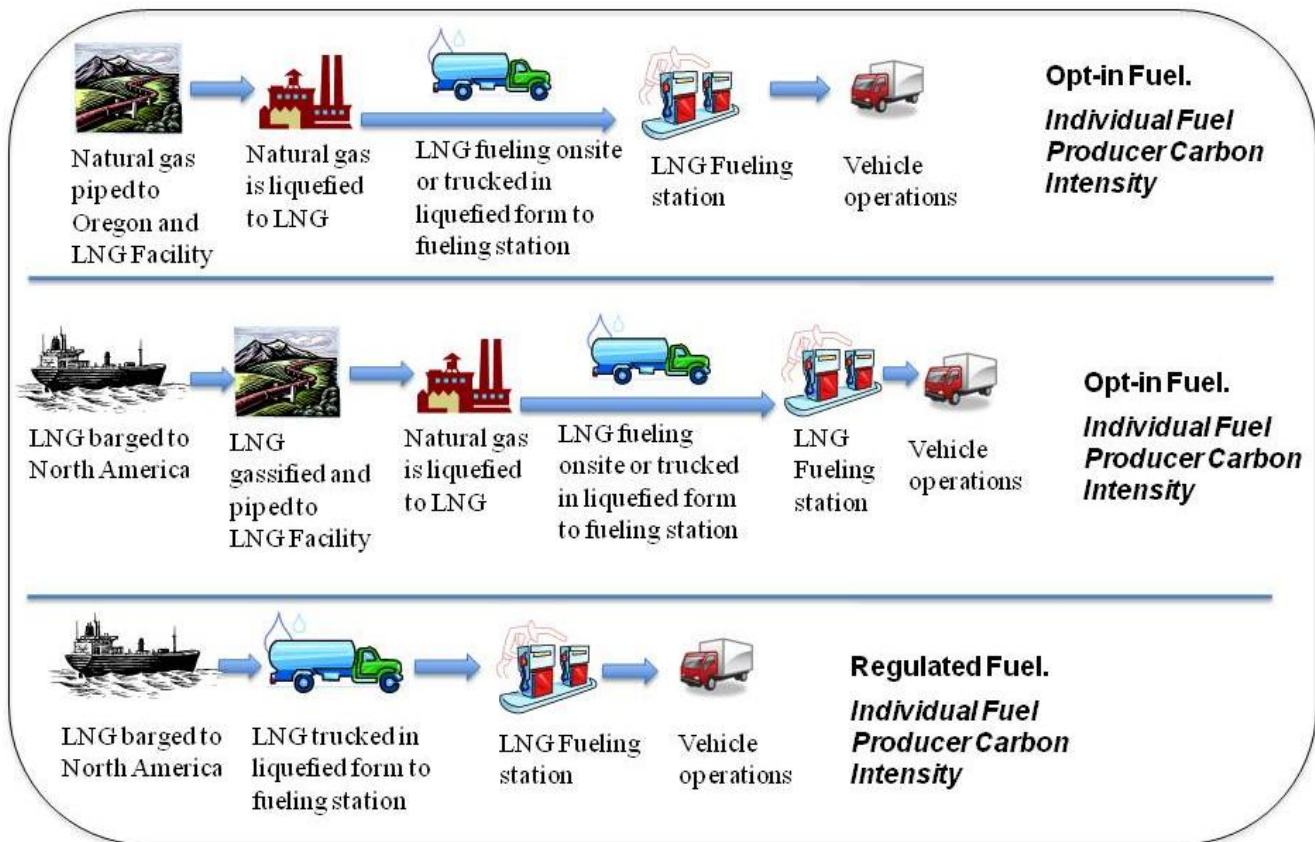 Natural gas
piped to
Oregon and
LNG Facility
Natural gas
is liquefied
to LNG
LNG fueling onsite
or trucked in
liquefied form to
fueling station
LNG Fueling
station
Vehicle
operations
Opt-in Fuel.
Individual Fuel
Producer Carbon
Intensity
LNG barged to
North America
LNG
gassified and
piped to
LNG Facility
Natural gas
is liquefied
to LNG
LNG fueling
onsite or trucked
in liquefied form
to fueling station
LNG
Fueling
station
Vehicle
operations
Opt-in Fuel.
Individual Fuel
Producer Carbon
Intensity
LNG barged to
North America
LNG trucked in
liquefied form to
fueling station
LNG Fueling
station
Vehicle
operations
Regulated Fuel.
Individual Fuel
Producer Carbon
Intensity